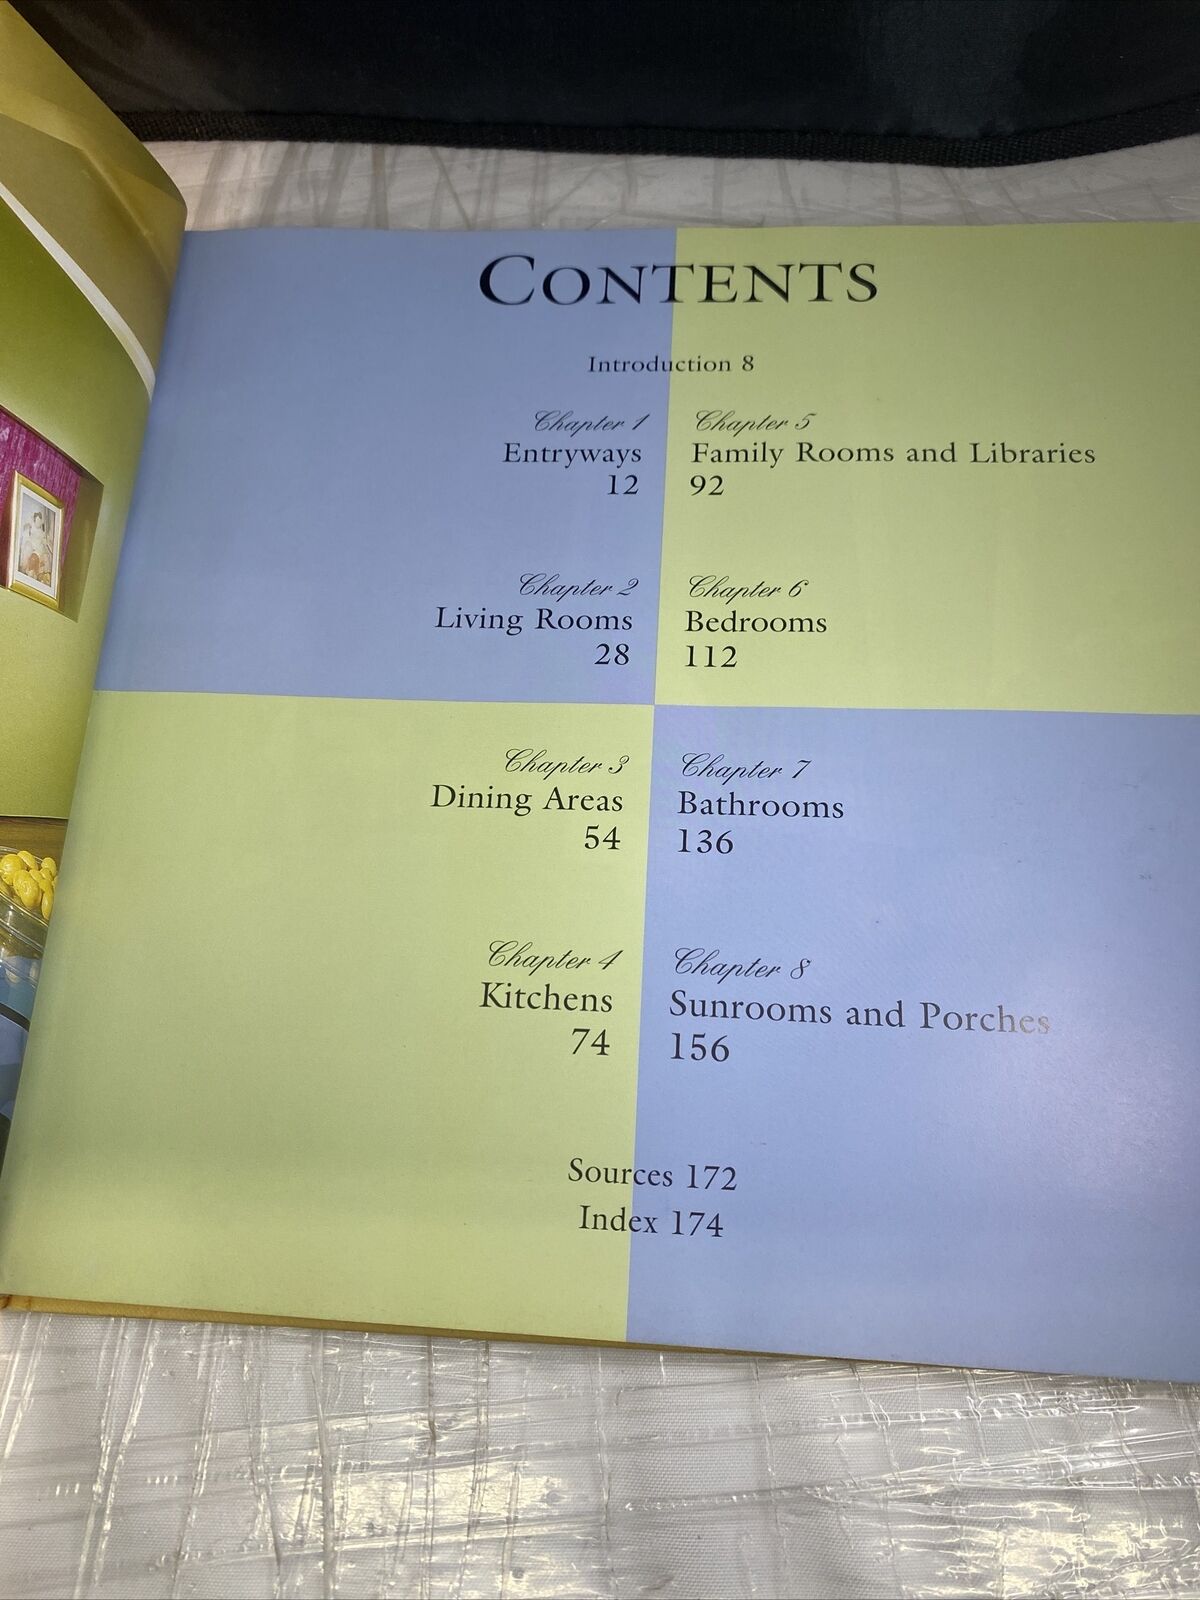 CONTENTS
Introduction 8
Chapter 1
Entryways
12
Chapter 2
Living Rooms
28
Chapter 3
Dining Areas
54
Chapter 4
Kitchens
74
Chapter 5
Family Rooms and Libraries
92
Chapter 6
Bedrooms
112
Chapter 7
Bathrooms
136
Chapter 8
Sunrooms and Porches
156
Sources 172
Index 174